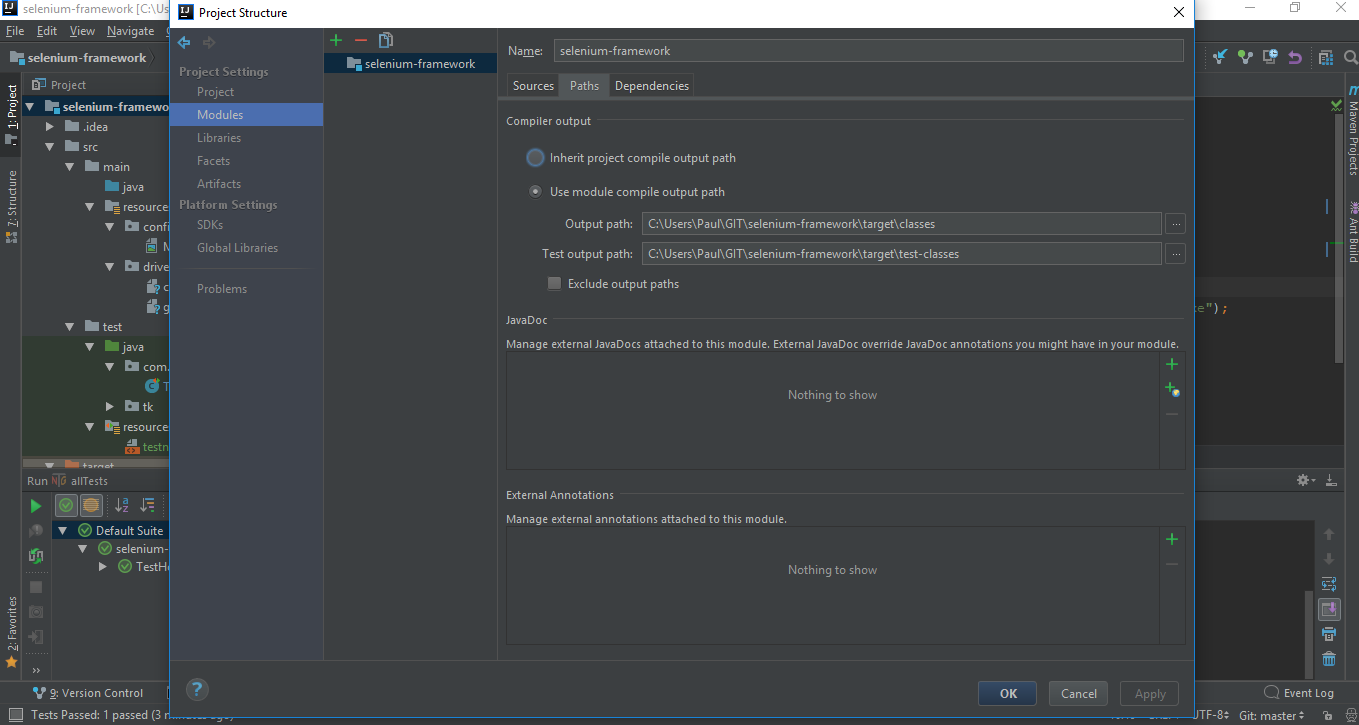 selenium-framework [C:\Us
Project Structure
File Edit View Navigate
selenium-framework
Project
1: Project
7: Structure
2: Favorites
selenium-framewo
.idea
src
main
java
resource
confi
drive
c
g
test
java
com.
T
tk
resource
testn
target
Run allTests
Default Suite
selenium-
TestHo
9: Version Control
Tests Passed: 1 passed (3 minutes ago)
Project Settings
Project
Modules
Libraries
Facets
Artifacts
Platform Settings
SDKs
Global Libraries
Problems
selenium-framework
Name: selenium-framework
Sources Paths Dependencies
Compiler output
Inherit project compile output path
Use module compile output path
Output path: C:\Users\Paul\GIT\selenium-framework\target\classes ...
Test output path: C:\Users\Paul\GIT\selenium-framework\target\test-classes ...
Exclude output paths
JavaDoc
Manage external JavaDocs attached to this module. External JavaDoc override JavaDoc annotations you might have in your module.
Nothing to show
External Annotations
Manage external annotations attached to this module.
Nothing to show
? OK Cancel Apply
Maven Projects
Ant Build
e");
Event Log
UTF-8 Git: master